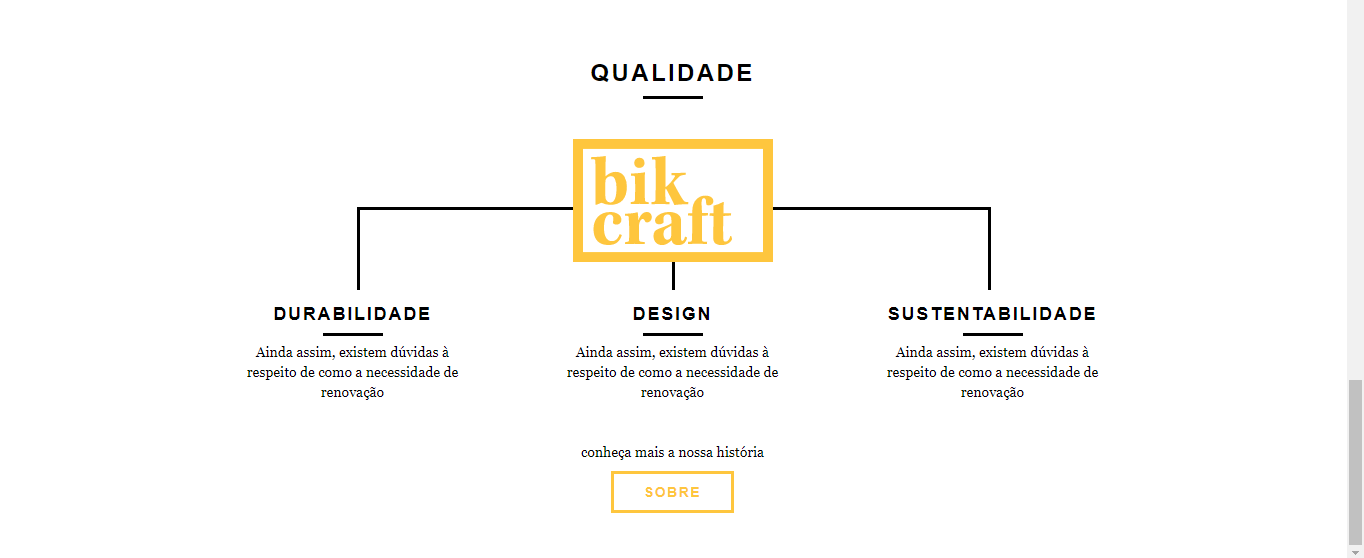 QUALIDADE
bik
craft
DURABILIDADE
Ainda assim, existem dúvidas à
respeito de como a necessidade de
renovação
DESIGN
Ainda assim, existem dúvidas à
respeito de como a necessidade de
renovação
SUSTENTABILIDADE
Ainda assim, existem dúvidas à
respeito de como a necessidade de
renovação
conheça mais a nossa história
SOBRE